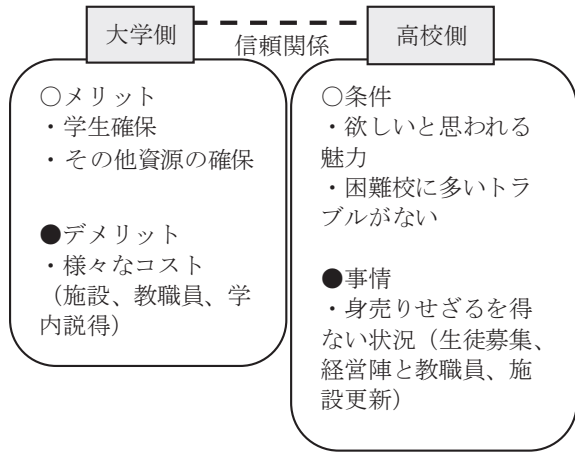 大学側
信頼関係
高校側
○メリット
・学生確保
・その他資源の確保
●デメリット
・様々なコスト
（施設、教職員、学
内説得）
○条件
・欲しいと思われる
魅力
・困難校に多いトラ
ブルがない
●事情
・身売りせざるを得
ない状況（生徒募集、
経営陣と教職員、施
設更新）